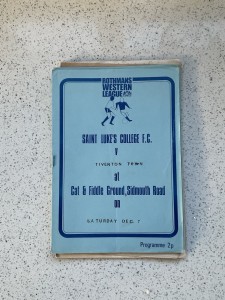 ROTHMANS
WESTERN
LEAGUE
SAINT LUKE'S COLLEGE F.C.
V
TIVERTON TOWN
at
Cat & Fiddle Ground, Sidmouth Road
on
SATURDAY DEC. 7
Programme 2p